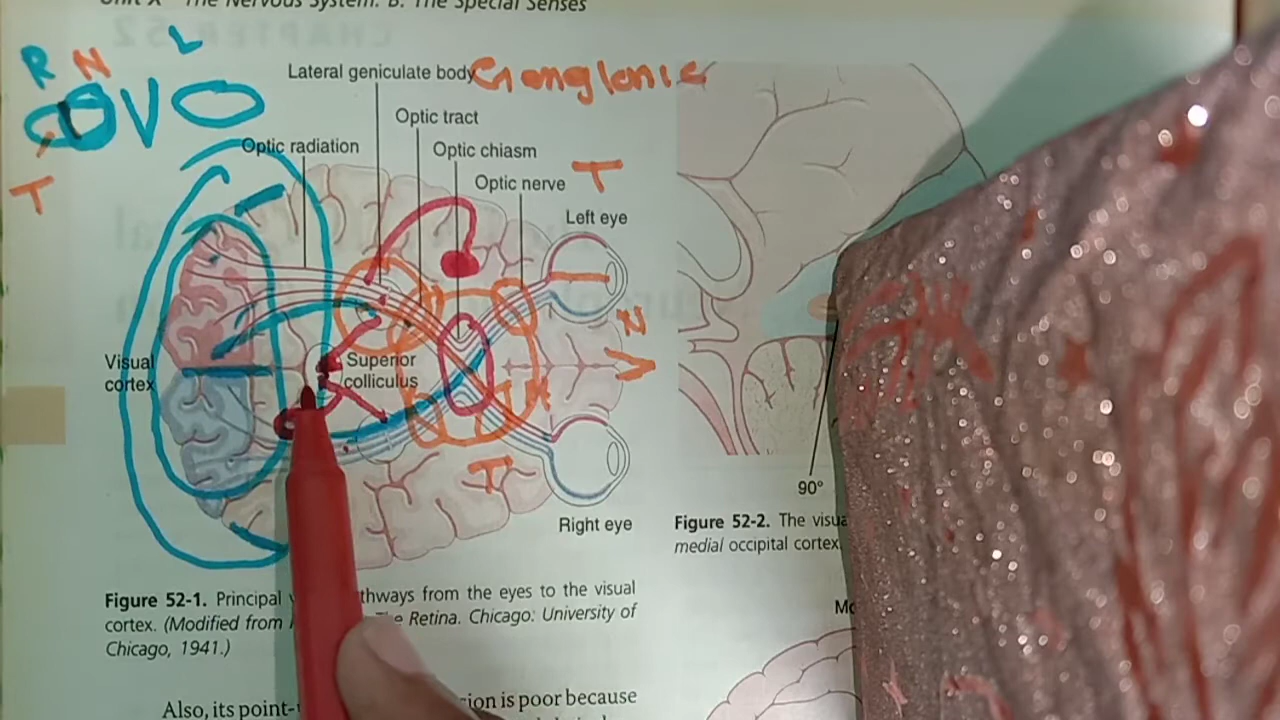 The Nervous System: B. The Special Senses
R N L
V
T
Lateral geniculate body Ganglonic
Optic tract
Optic radiation
Optic chiasm
Optic nerve T
Left eye
N
Visual
cortex
Superior
colliculus
T
Right eye
90°
Figure 52-1. Principal thways from the eyes to the visual
cortex. (Modified from Retina. Chicago: University of
Chicago, 1941.)
Figure 52-2. The visua
medial occipital cortex
Also, its point- ion is poor because